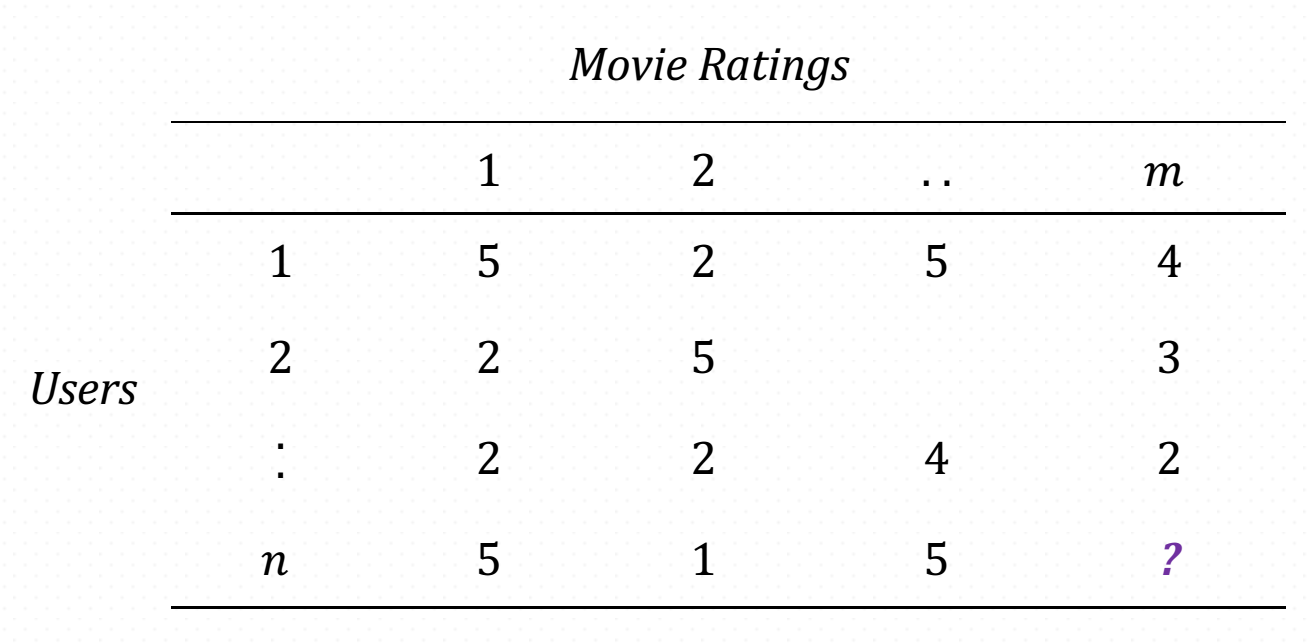 Movie Ratings
1 2 . . m
1 5 2 5 4
2 2 5 3
Users
: 2 2 4 2
n 5 1 5 ?